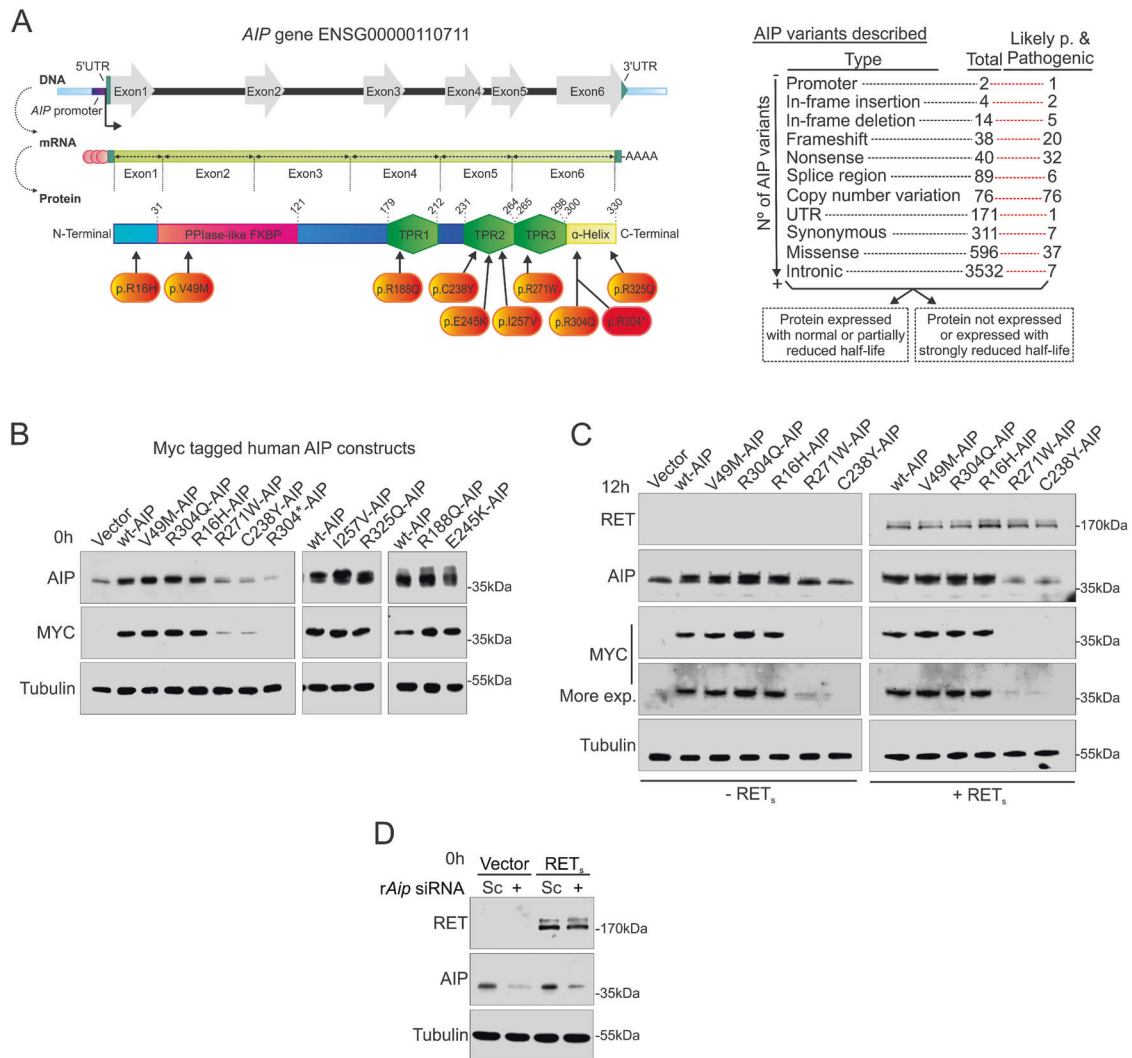 A
AIP gene ENSG00000110711
5'UTR
3'UTR
DNA
Exon1
Exon2
Exon3
Exon4
Exon5
Exon6
AIP promoter
mRNA
-AAAA
Exon1
Exon2
Exon3
Exon4
Exon5
Exon6
Protein
31
121
179
212
231
264
265
298
300
330
N-Terminal
PPIase-like FKBP
TPR1
TPR2
TPR3
α-Helix
C-Terminal
p.R16H
p.V49M
p.R188Q
p.C238Y
p.R271W
p.R325Q
p.E245K
p.I257V
p.R304Q
p.R304*
AIP variants described
Likely p. &
Type
Total
Pathogenic
Promoter 2 1
In-frame insertion 4 2
In-frame deletion 14 5
Frameshift 38 20
Nonsense 40 32
Splice region 89 6
Copy number variation 76 76
UTR 171 1
Synonymous 311 7
Missense 596 37
Intronic 3532 7
-
Nº of AIP variants
+
Protein expressed
with normal or partially
reduced half-life
Protein not expressed
or expressed with
strongly reduced half-life
B
Myc tagged human AIP constructs
0h
Vector
wt-AIP
V49M-AIP
R304Q-AIP
R16H-AIP
R271W-AIP
C238Y-AIP
R304*-AIP
wt-AIP
I257V-AIP
R325Q-AIP
wt-AIP
R188Q-AIP
E245K-AIP
AIP
-35kDa
MYC
-35kDa
Tubulin
-55kDa
C
12h
Vector
wt-AIP
V49M-AIP
R304Q-AIP
R16H-AIP
R271W-AIP
C238Y-AIP
wt-AIP
V49M-AIP
R304Q-AIP
R16H-AIP
R271W-AIP
C238Y-AIP
RET
-170kDa
AIP
-35kDa
MYC
-35kDa
More exp.
-35kDa
Tubulin
-55kDa
- RETs
+ RETs
D
0h
Vector
RETs
rAip siRNA
Sc
+
Sc
+
RET
-170kDa
AIP
-35kDa
Tubulin
-55kDa